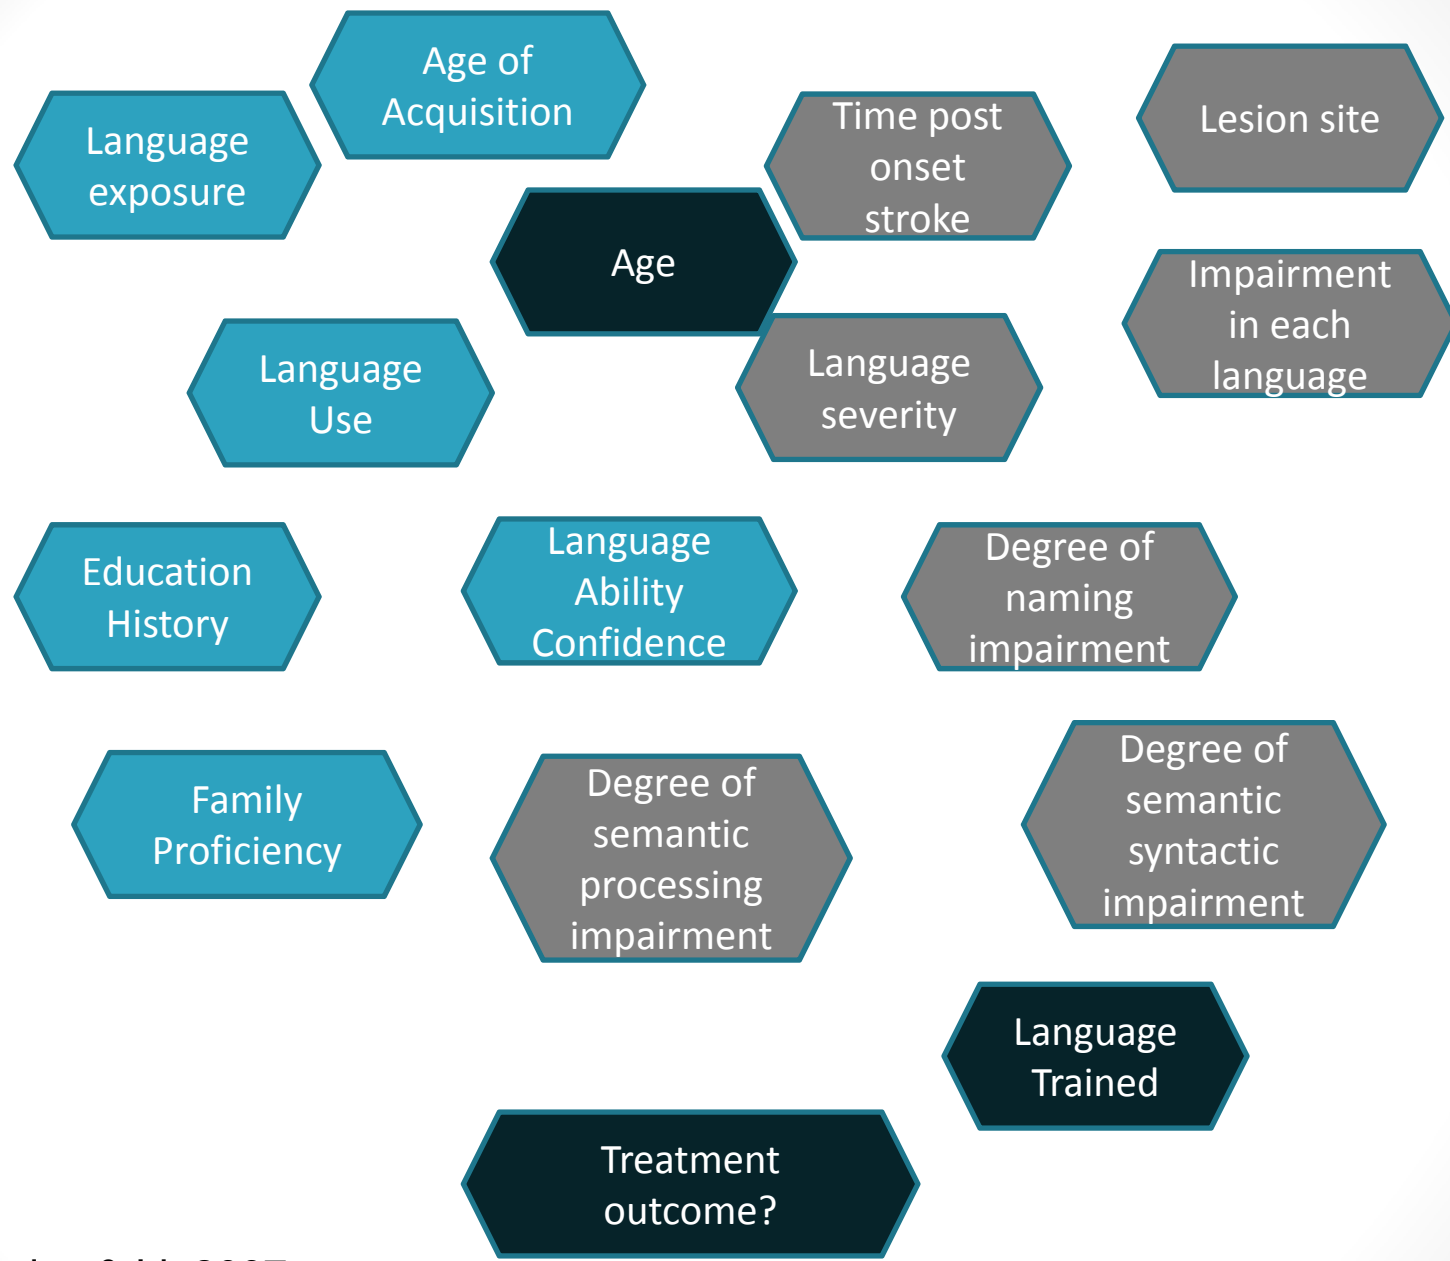 Age of
Acquisition
Language
exposure
Time post
onset
stroke
Lesion site
Age
Impairment
in each
language
Language
Use
Language
severity
Education
History
Language
Ability
Confidence
Degree of
naming
impairment
Family
Proficiency
Degree of
semantic
processing
impairment
Degree of
semantic
syntactic
impairment
Language
Trained
Treatment
outcome?